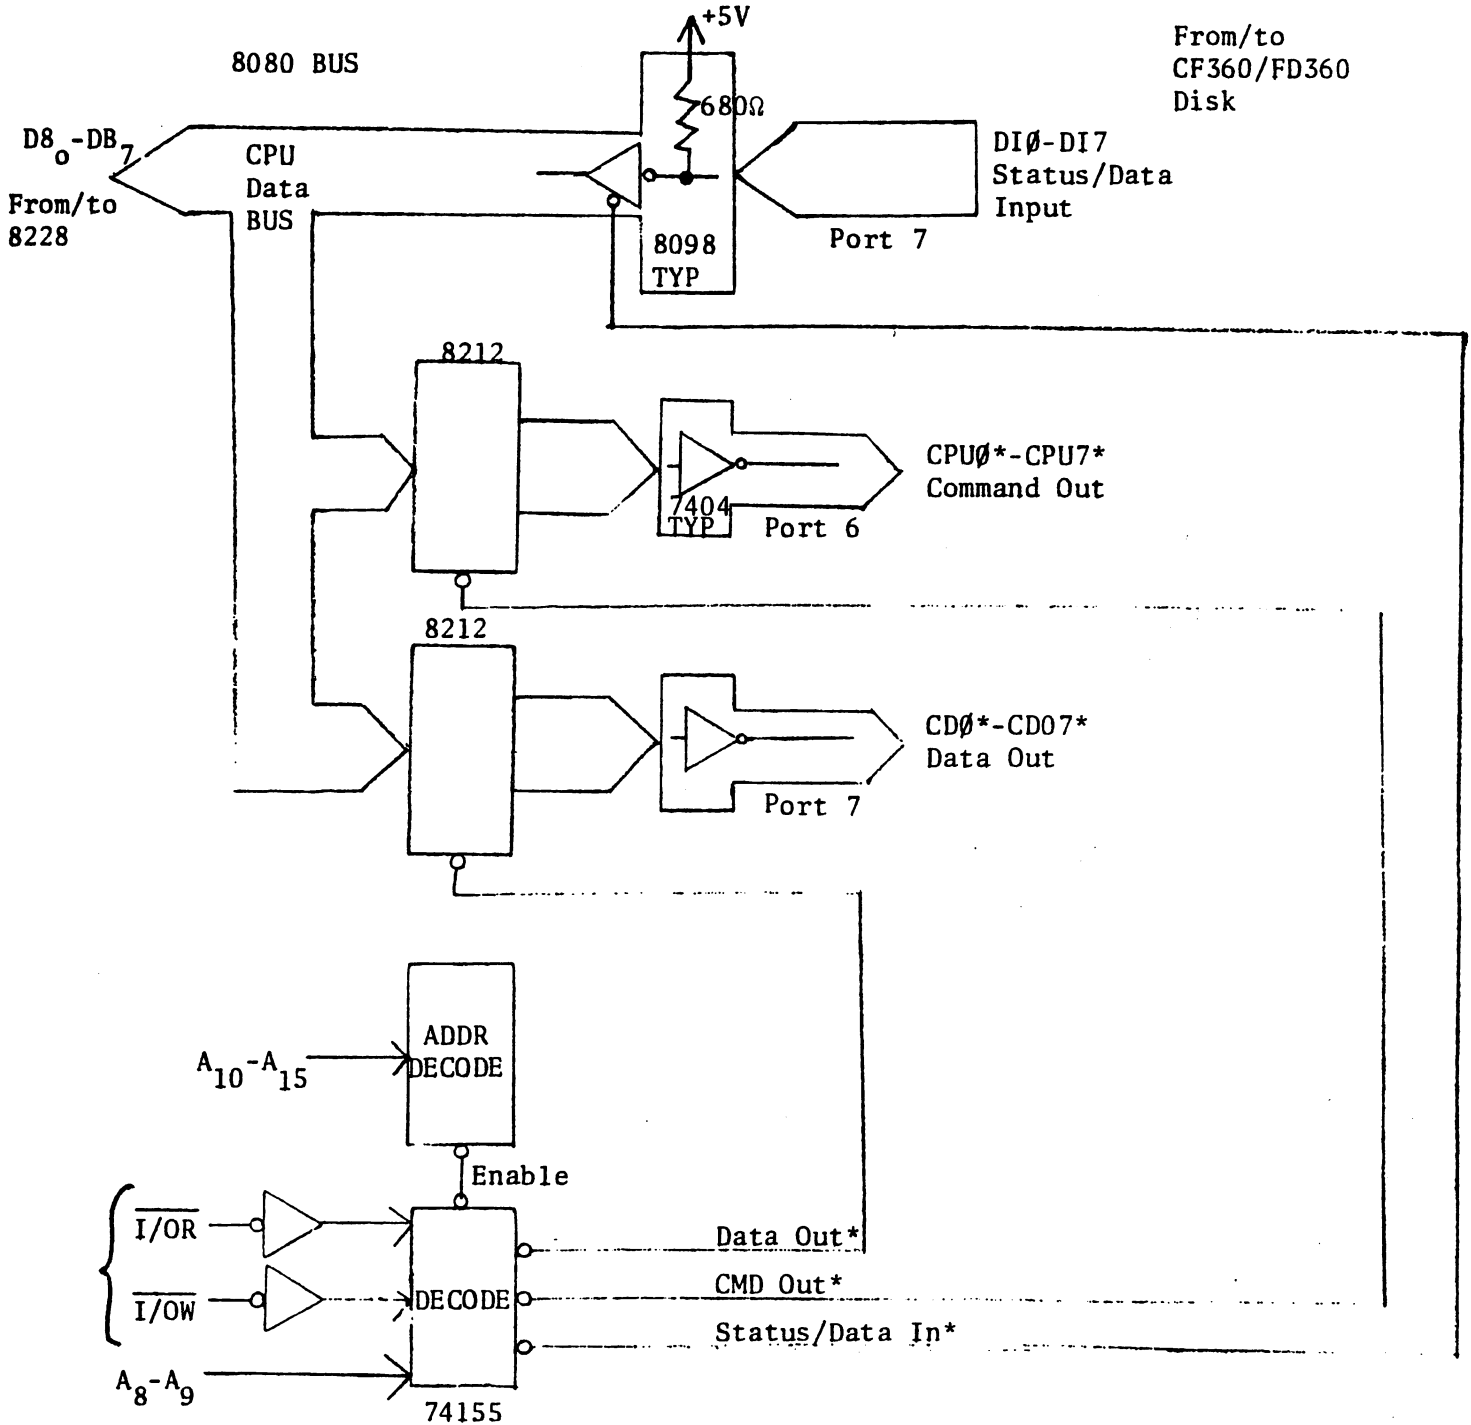 +5V
From/to
CF360/FD360
Disk
8080 BUS
680Ω
D8o-DB7
CPU
Data
BUS
From/to
8228
DIØ-DI7
Status/Data
Input
Port 7
8098
TYP
8212
CPUØ*-CPU7*
Command Out
7404
TYP
Port 6
8212
CDØ*-CDO7*
Data Out
Port 7
ADDR
DECODE
A10-A15
Enable
I/OR
Data Out*
CMD Out*
I/OW
DECODE
Status/Data In*
A8-A9
74155